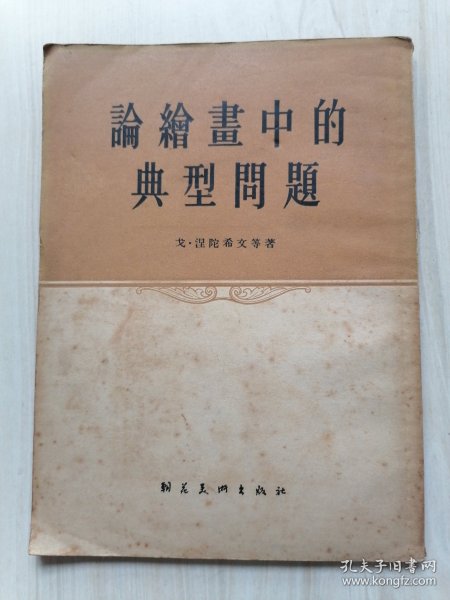 論繪畫中的
典型問題
戈·涅陀希文等著
朝花美術出版社
孔夫子旧书网
www.kongfz.com